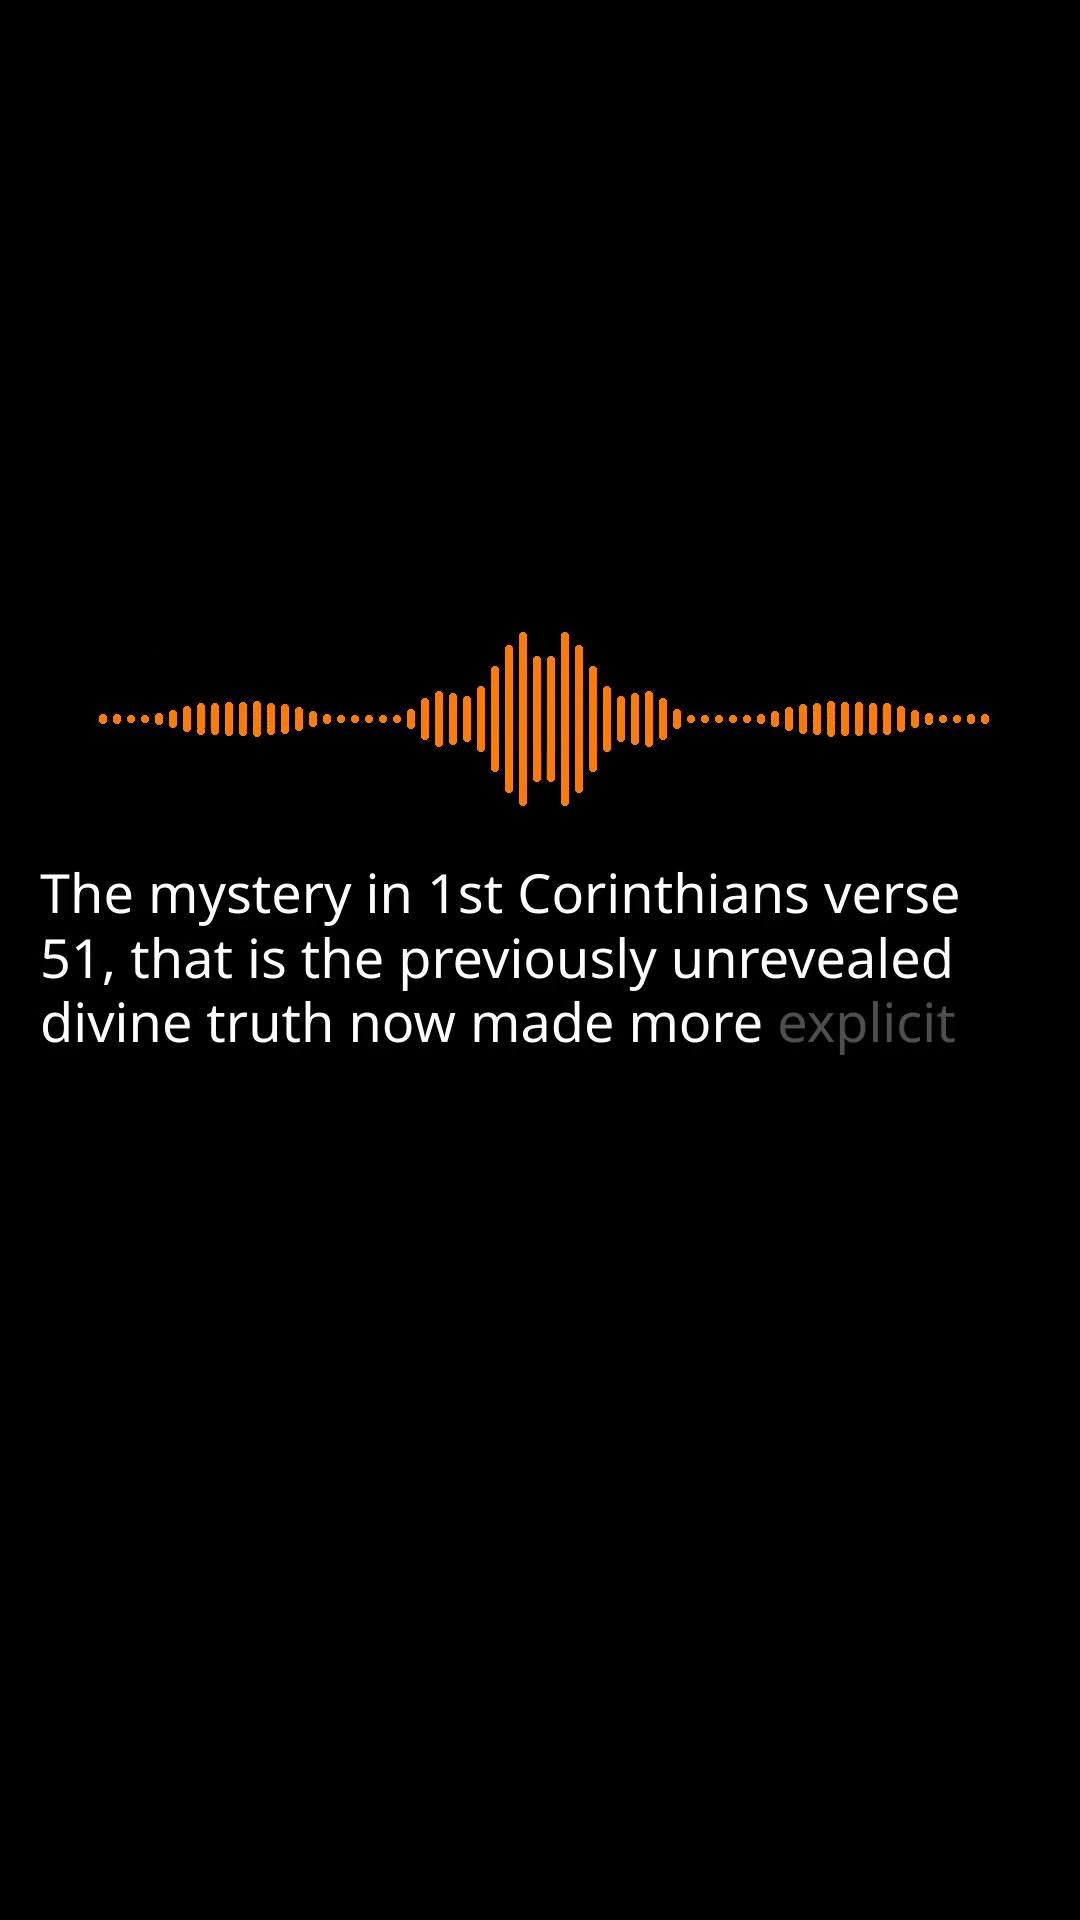 The mystery in 1st Corinthians verse
51, that is the previously unrevealed
divine truth now made more explicit